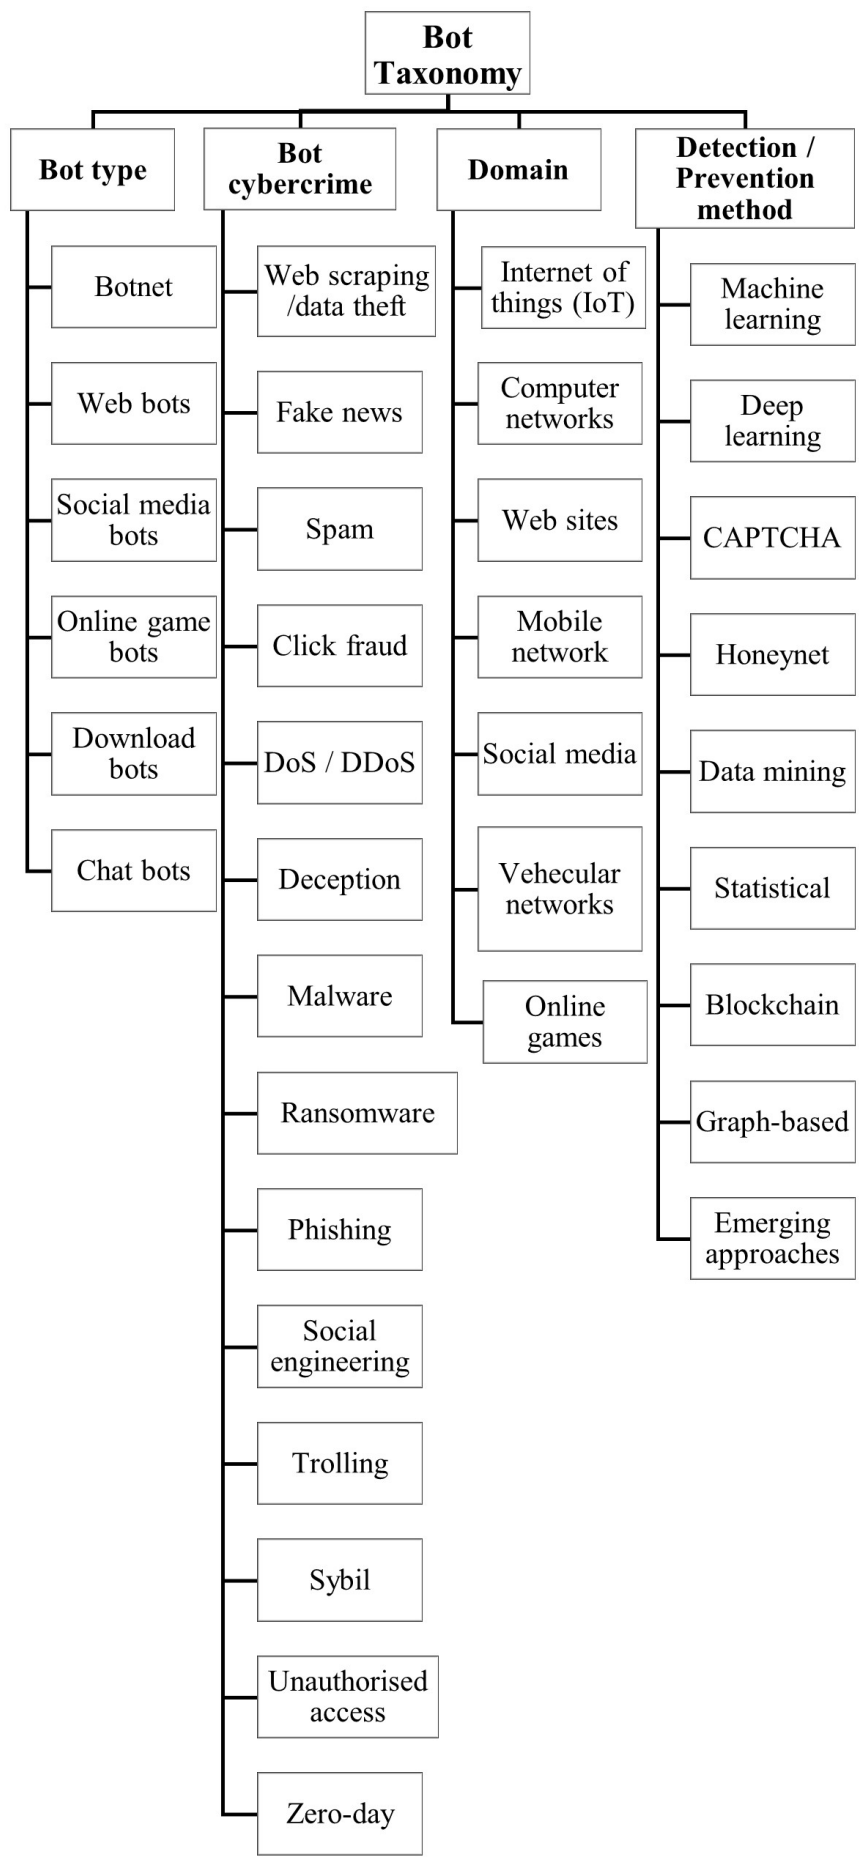 Bot
Taxonomy
Bot type
Botnet
Web bots
Social media
bots
Online game
bots
Download
bots
Chat bots
Bot
cybercrime
Web scraping
/data theft
Fake news
Spam
Click fraud
DoS / DDoS
Deception
Malware
Ransomware
Phishing
Social
engineering
Trolling
Sybil
Unauthorised
access
Zero-day
Domain
Internet of
things (IoT)
Computer
networks
Web sites
Mobile
network
Social media
Vehecular
networks
Online
games
Detection /
Prevention
method
Machine
learning
Deep
learning
CAPTCHA
Honeynet
Data mining
Statistical
Blockchain
Graph-based
Emerging
approaches